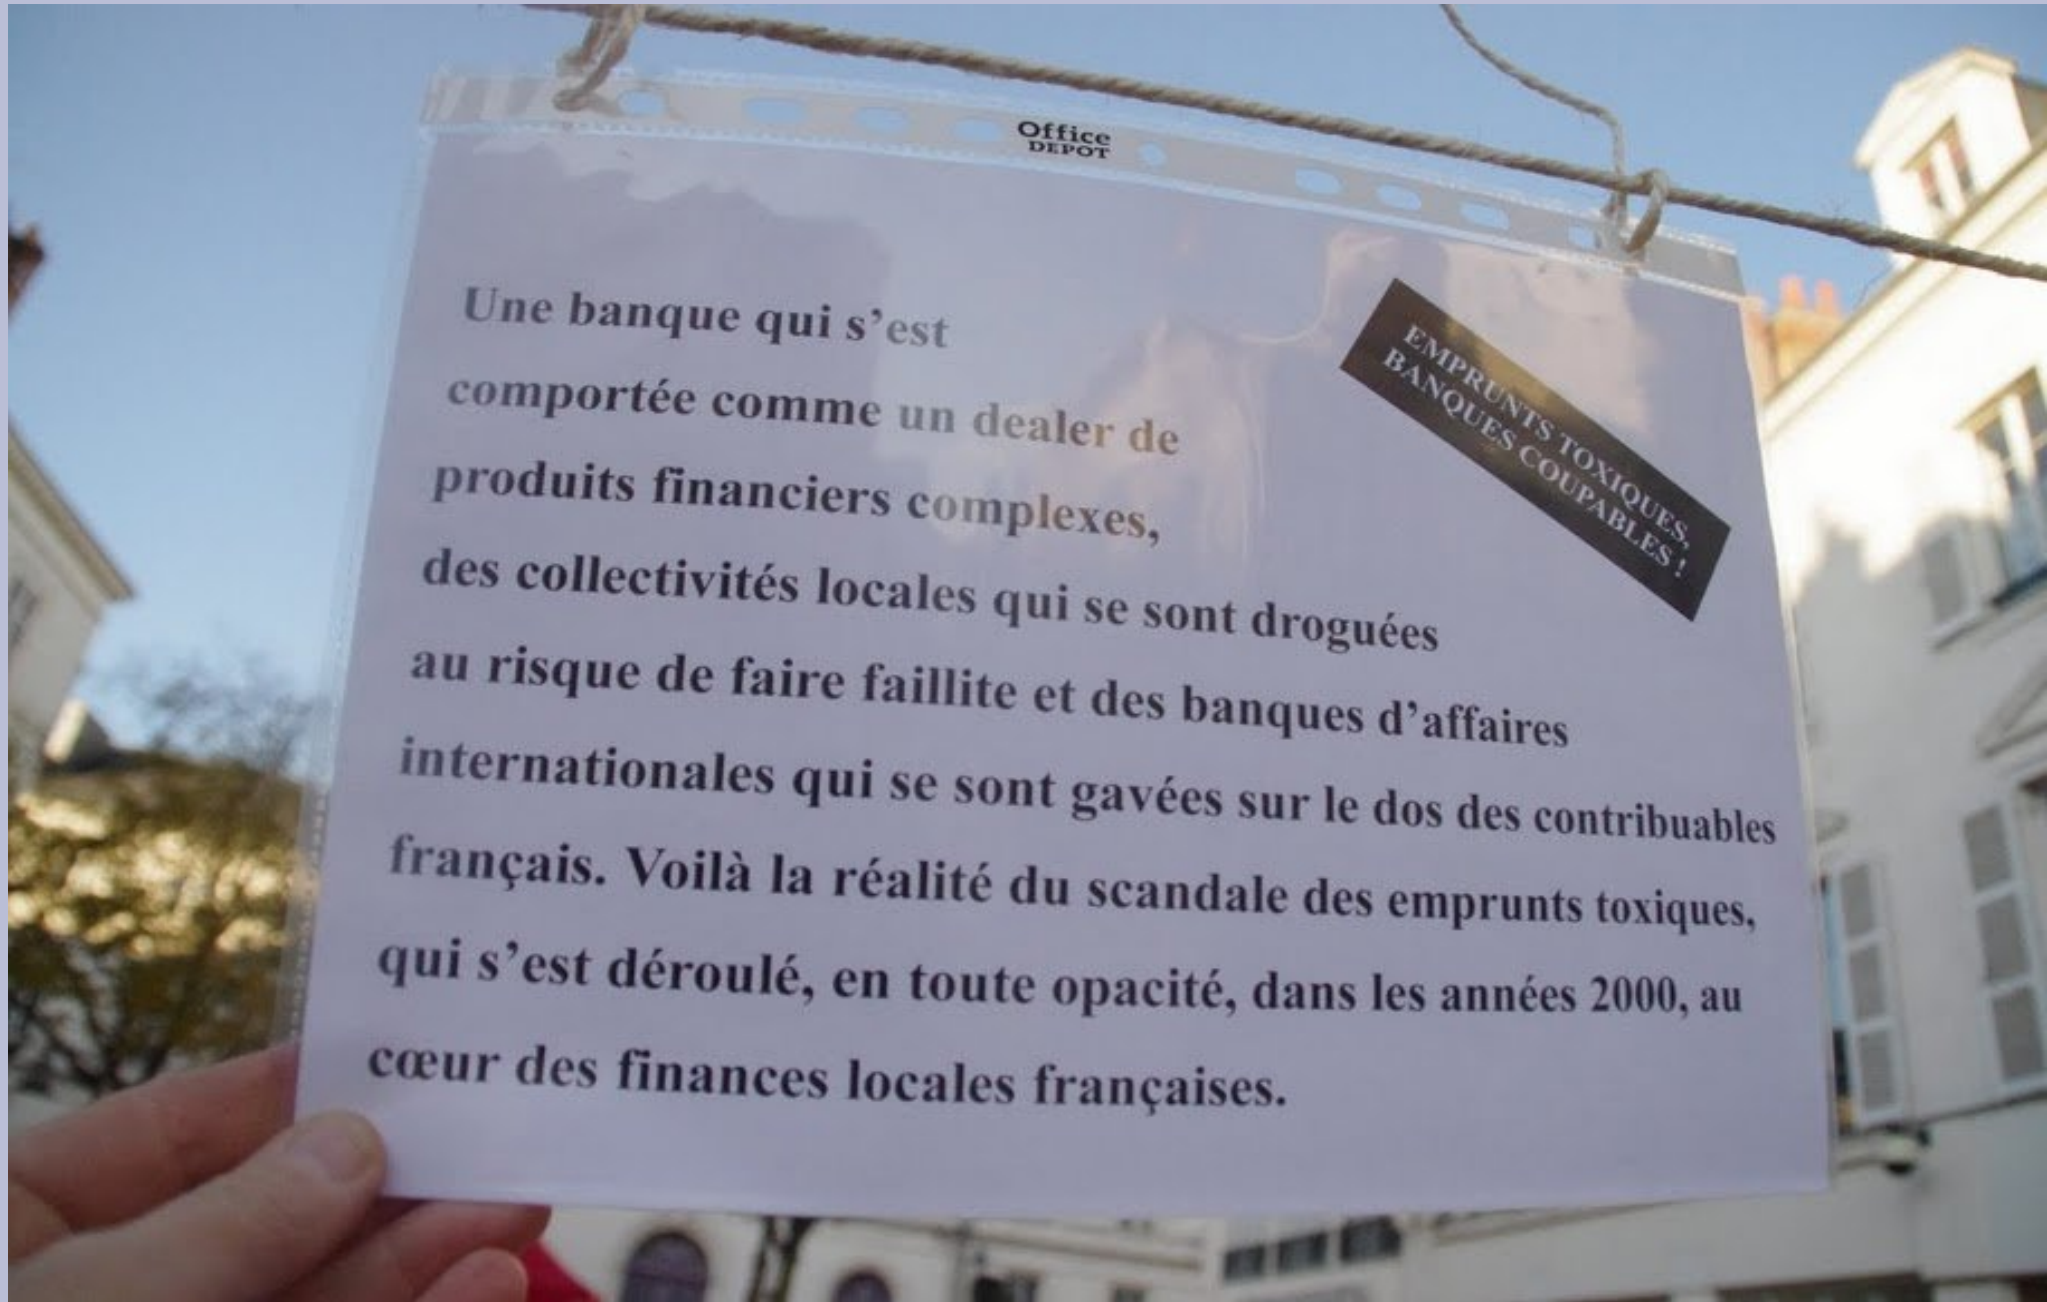 Office
DEPOT
EMPRUNTS TOXIQUES,
BANQUES COUPABLES !
Une banque qui s’est
comportée comme un dealer de
produits financiers complexes,
des collectivités locales qui se sont droguées
au risque de faire faillite et des banques d’affaires
internationales qui se sont gavées sur le dos des contribuables
français. Voilà la réalité du scandale des emprunts toxiques,
qui s’est déroulé, en toute opacité, dans les années 2000, au
cœur des finances locales françaises.